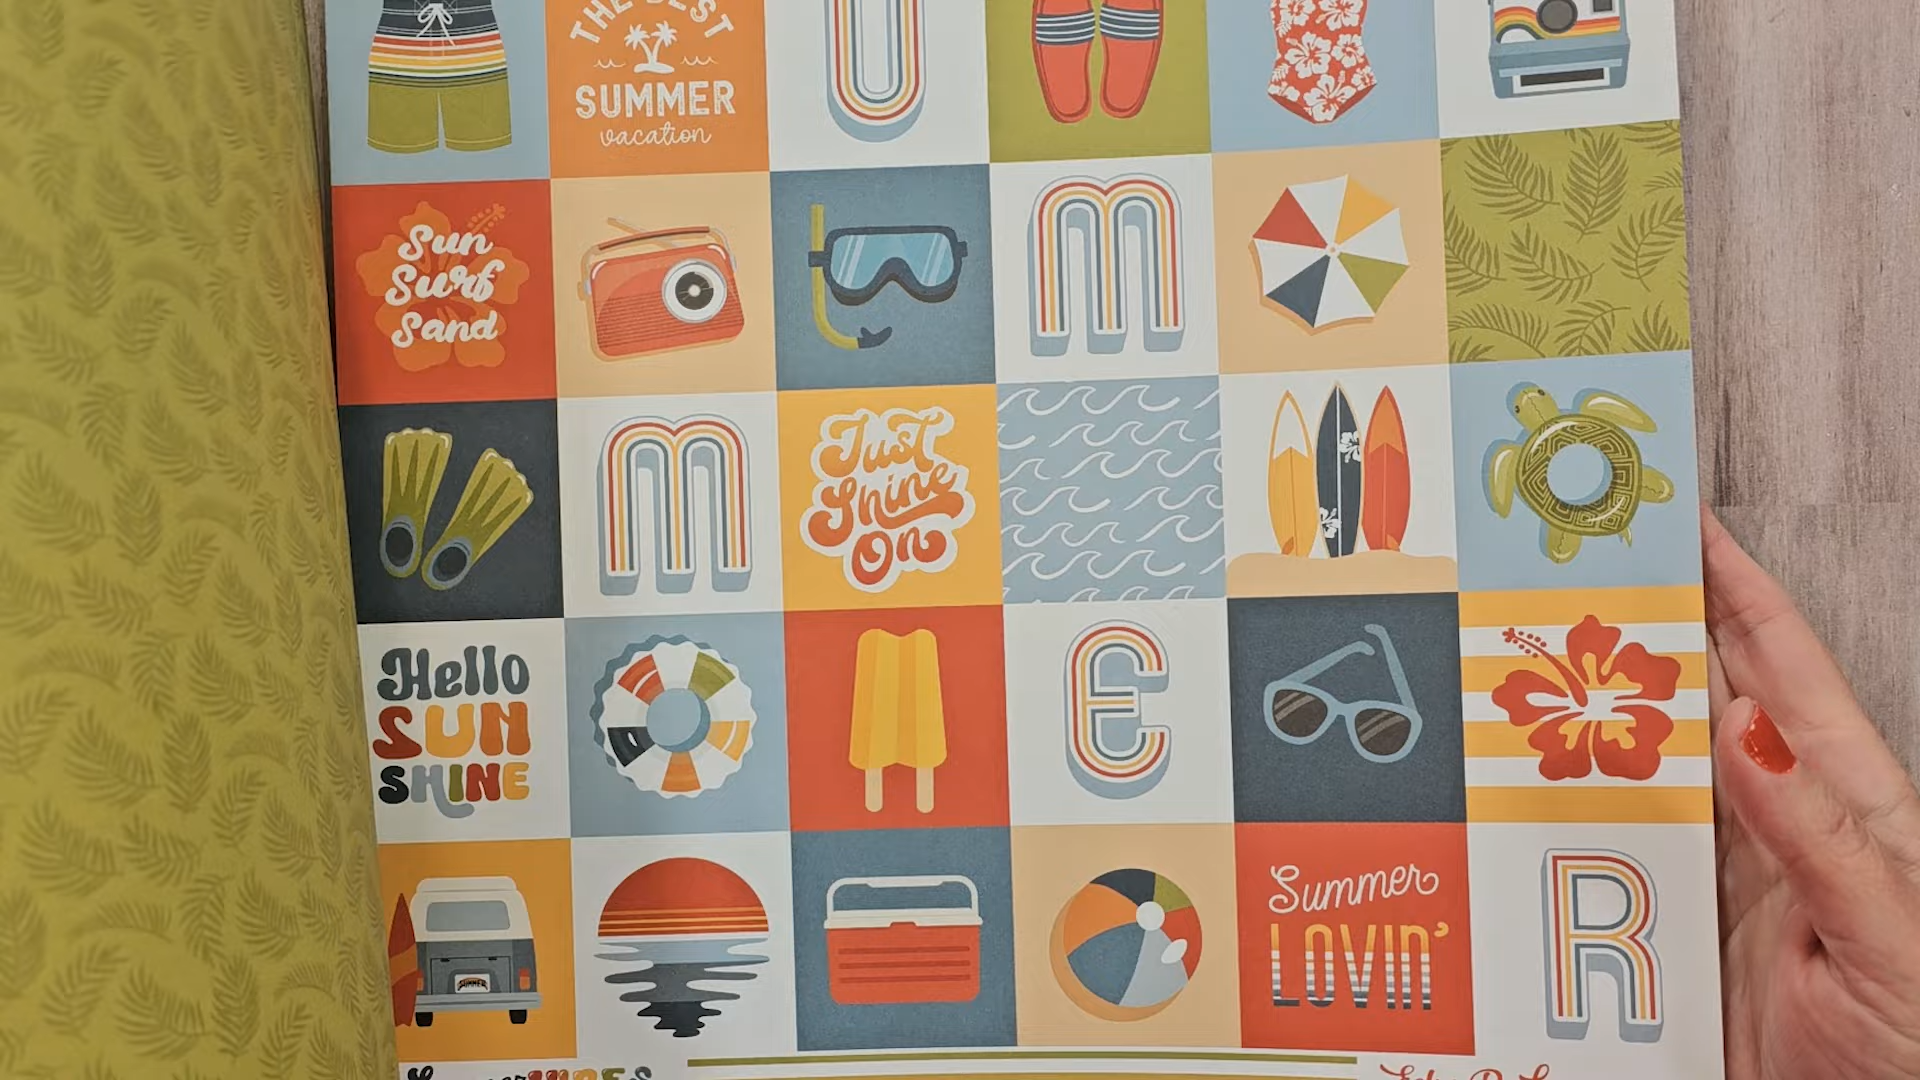 THE BEST
SUMMER
vacation
U
Sun
Surf
Sand
M
M
Just
Shine
On
Hello
SUN
SHINE
E
SUMMER
Summer
LOVIN'
R